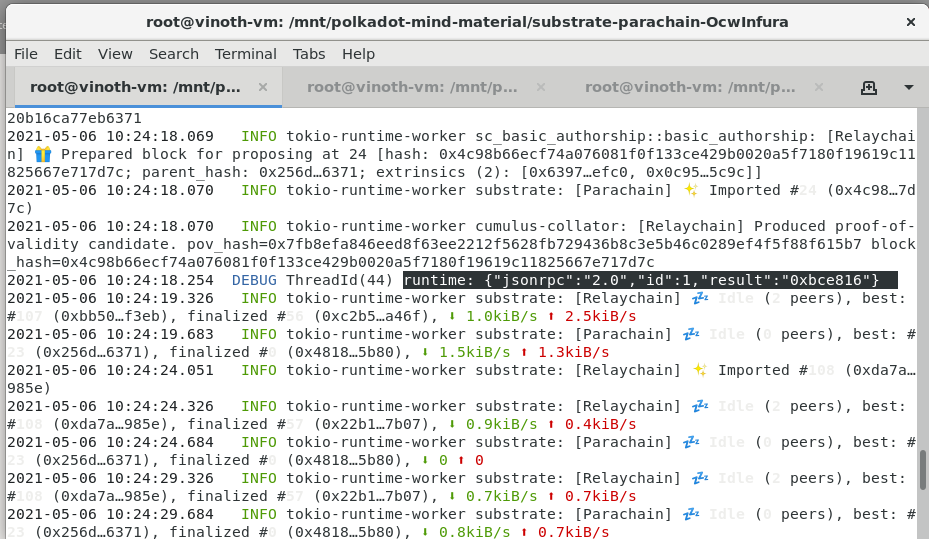 root@vinoth-vm: /mnt/polkadot-mind-material/substrate-parachain-OcwInfura
File Edit View Search Terminal Tabs Help
root@vinoth-vm: /mnt/p... root@vinoth-vm: /mnt/p... root@vinoth-vm: /mnt/p...
20b16ca77eb6371
2021-05-06 10:24:18.069 INFO tokio-runtime-worker sc_basic_authorship::basic_authorship: [Relaychai
n] 🎁 Prepared block for proposing at 24 [hash: 0x4c98b66ecf74a076081f0f133ce429b0020a5f7180f19619c11
825667e717d7c; parent_hash: 0x256d…6371; extrinsics (2): [0x6397…efc0, 0x0c95…5c9c]]
2021-05-06 10:24:18.070 INFO tokio-runtime-worker substrate: [Parachain] ✨ Imported #24 (0x4c98…7d
7c)
2021-05-06 10:24:18.070 INFO tokio-runtime-worker cumulus-collator: [Relaychain] Produced proof-of-
validity candidate. pov_hash=0x7fb8efa846eed8f63ee2212f5628fb729436b8c3e5b46c0289ef4f5f88f615b7 block
_hash=0x4c98b66ecf74a076081f0f133ce429b0020a5f7180f19619c11825667e717d7c
2021-05-06 10:24:18.254 DEBUG ThreadId(44) runtime: {"jsonrpc":"2.0","id":1,"result":"0xbce816"}
2021-05-06 10:24:19.326 INFO tokio-runtime-worker substrate: [Relaychain] 💤 Idle (2 peers), best:
#107 (0xbb50…f3eb), finalized #56 (0xc2b5…a46f), ⬇ 1.0kiB/s ⬆ 2.5kiB/s
2021-05-06 10:24:19.683 INFO tokio-runtime-worker substrate: [Parachain] 💤 Idle (0 peers), best: #
23 (0x256d…6371), finalized #0 (0x4818…5b80), ⬇ 1.5kiB/s ⬆ 1.3kiB/s
2021-05-06 10:24:24.051 INFO tokio-runtime-worker substrate: [Relaychain] ✨ Imported #108 (0xda7a…
985e)
2021-05-06 10:24:24.326 INFO tokio-runtime-worker substrate: [Relaychain] 💤 Idle (2 peers), best:
#108 (0xda7a…985e), finalized #57 (0x22b1…7b07), ⬇ 0.9kiB/s ⬆ 0.4kiB/s
2021-05-06 10:24:24.684 INFO tokio-runtime-worker substrate: [Parachain] 💤 Idle (0 peers), best: #
23 (0x256d…6371), finalized #0 (0x4818…5b80), ⬇ 0 ⬆ 0
2021-05-06 10:24:29.326 INFO tokio-runtime-worker substrate: [Relaychain] 💤 Idle (2 peers), best:
#108 (0xda7a…985e), finalized #57 (0x22b1…7b07), ⬇ 0.7kiB/s ⬆ 0.7kiB/s
2021-05-06 10:24:29.684 INFO tokio-runtime-worker substrate: [Parachain] 💤 Idle (0 peers), best: #
23 (0x256d…6371), finalized #0 (0x4818…5b80), ⬇ 0.8kiB/s ⬆ 0.7kiB/s